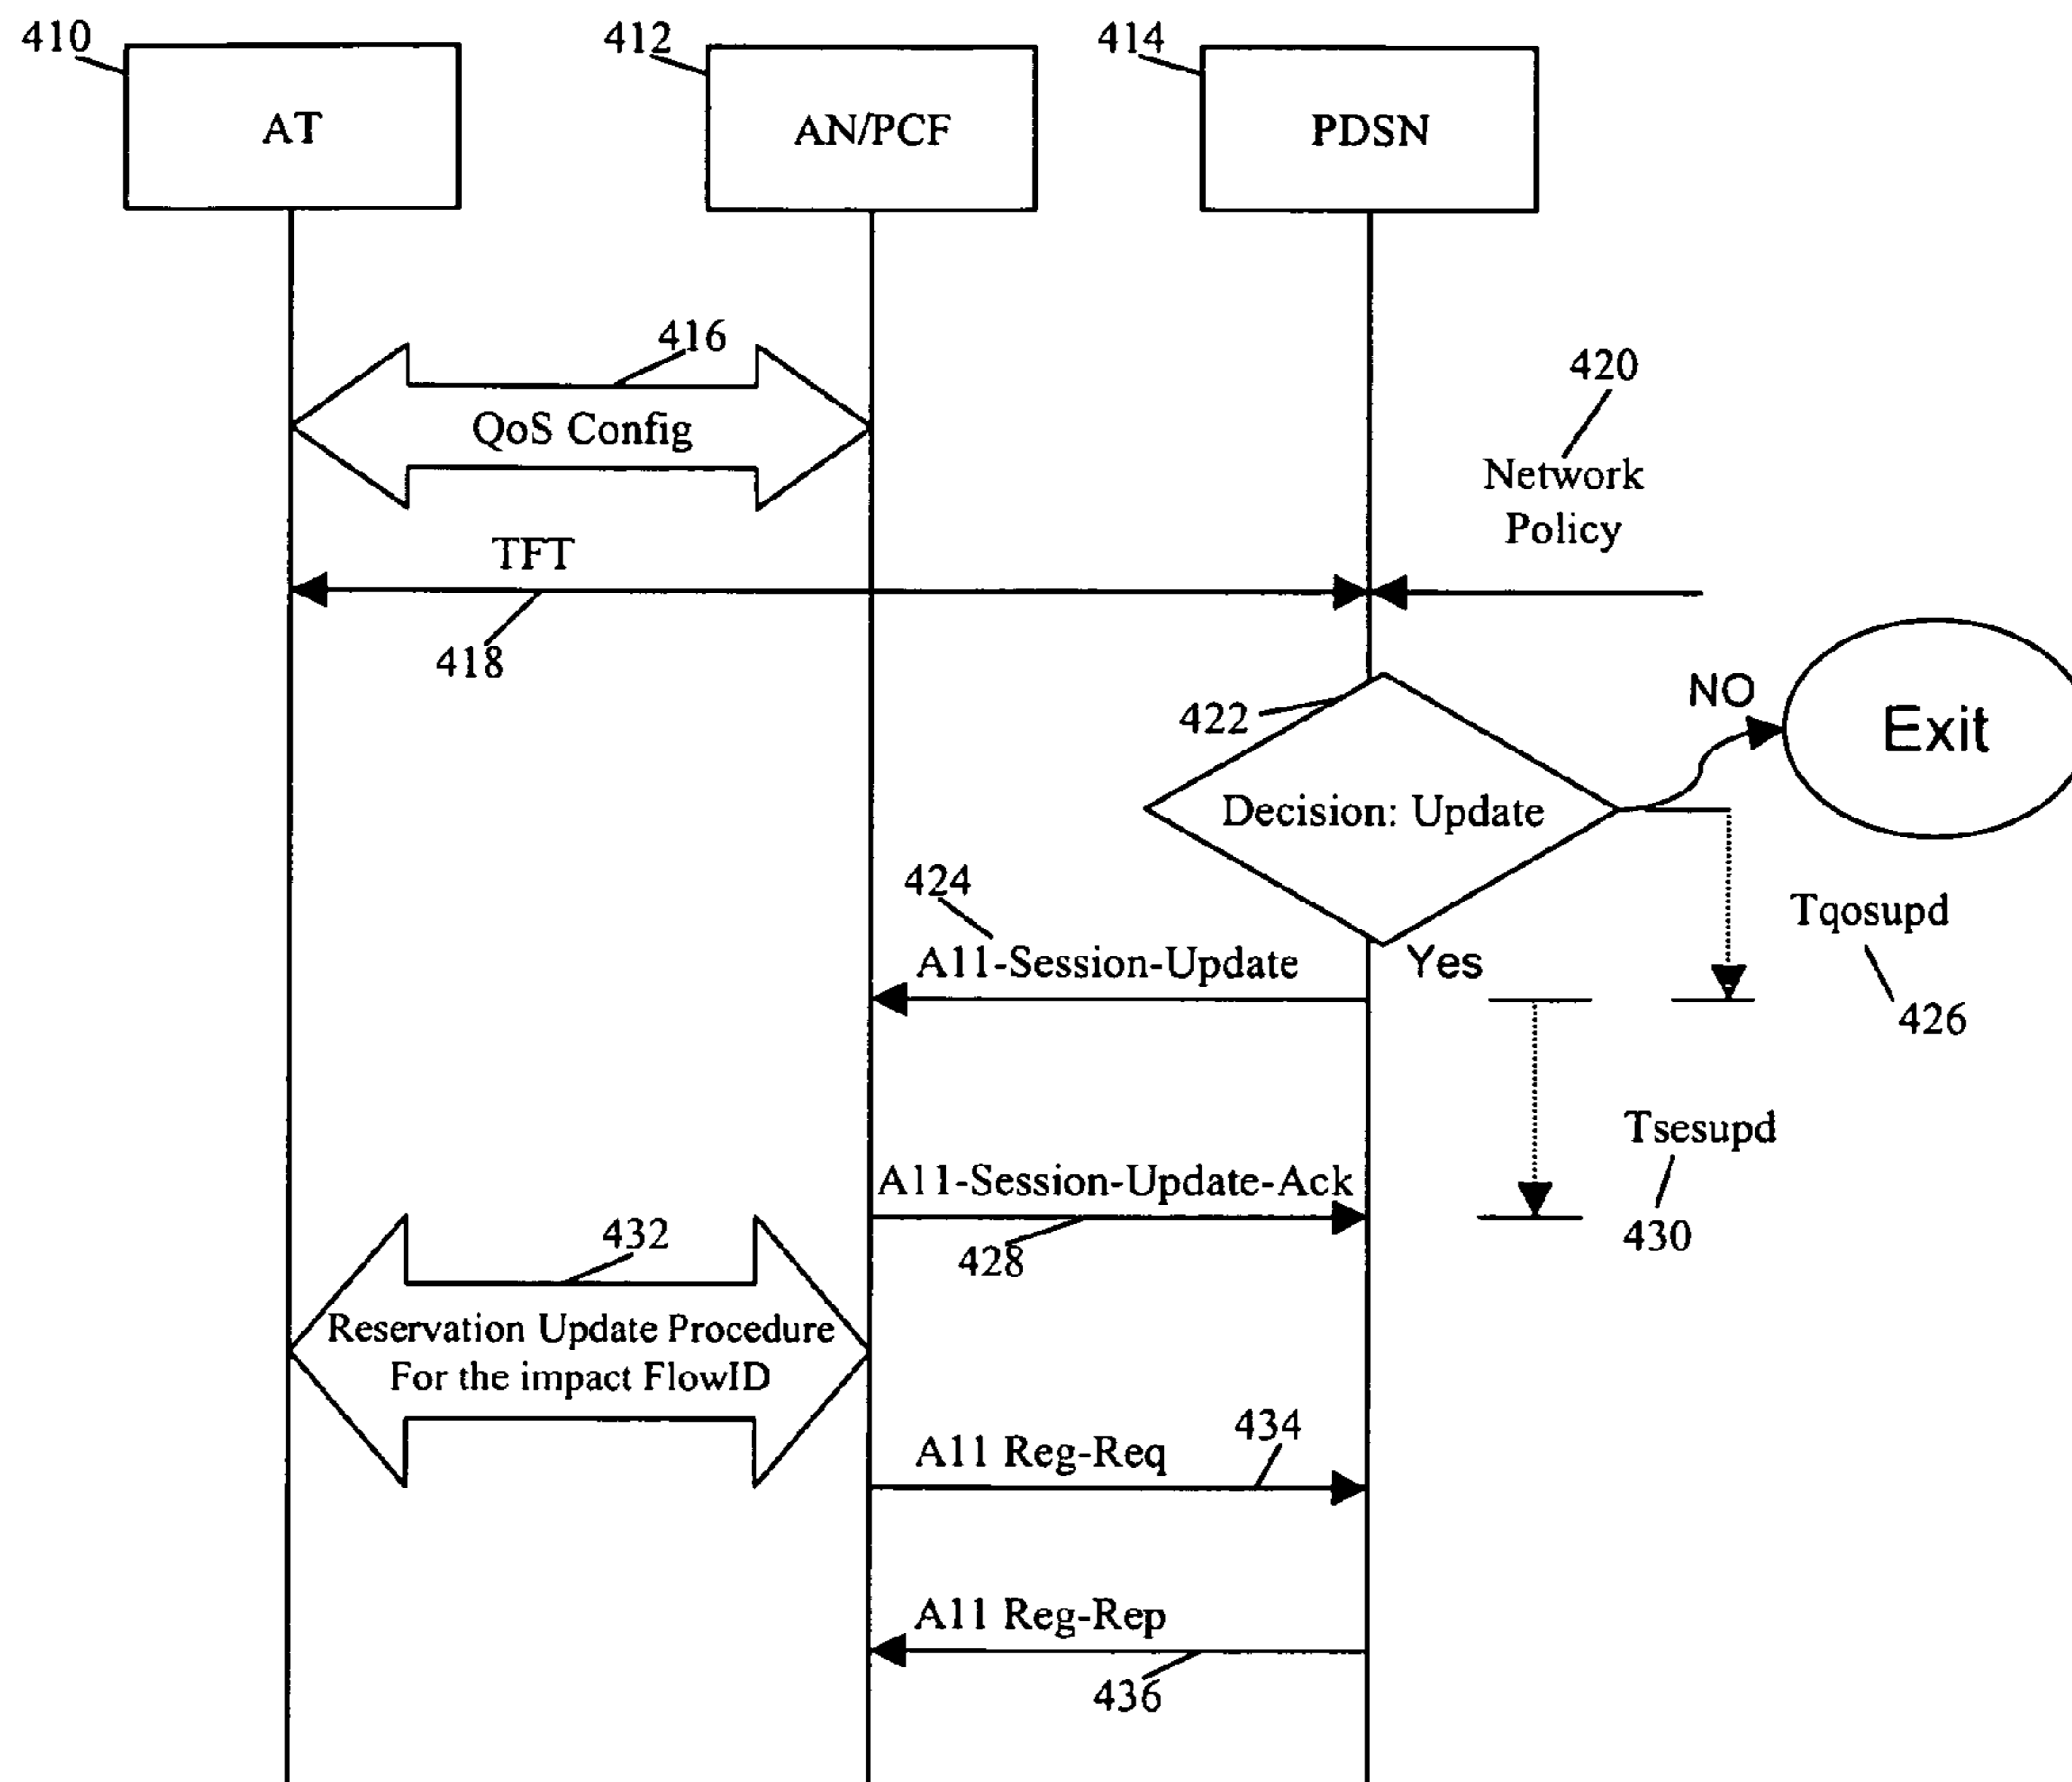 410
412
414
AT
AN/PCF
PDSN
416
QoS Config
420
Network
Policy
TFT
418
422
NO
Exit
Decision: Update
424
Tqosupd
A11-Session-Update
Yes
426
Tsesupd
A11-Session-Update-Ack
432
428
430
Reservation Update Procedure
For the impact FlowID
434
A11 Reg-Req
A11 Reg-Rep
436